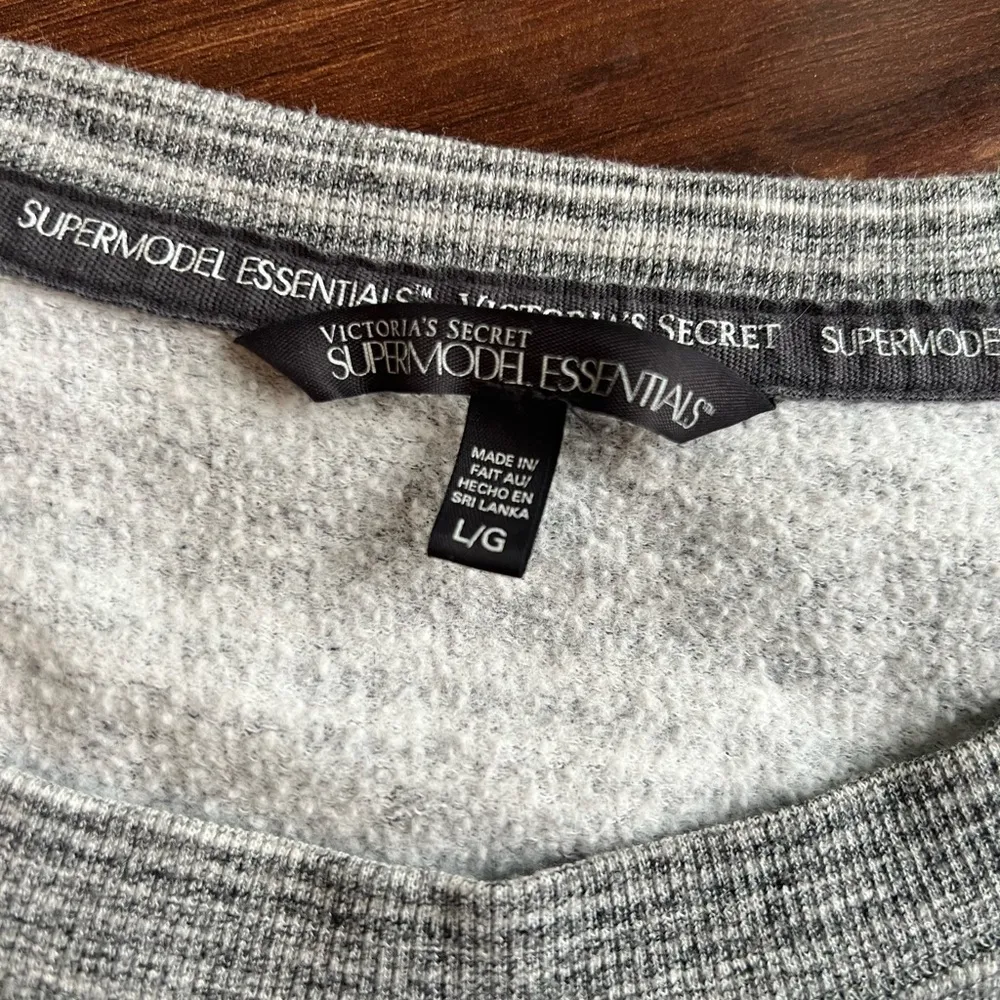 SUPERMODEL ESSENTIALS™ VICTORIA'S SECRET SUPERMODE
VICTORIA'S SECRET
SUPERMODEL ESSENTIALS™
MADE IN/
FAIT AU/
HECHO EN
SRI LANKA
L/G